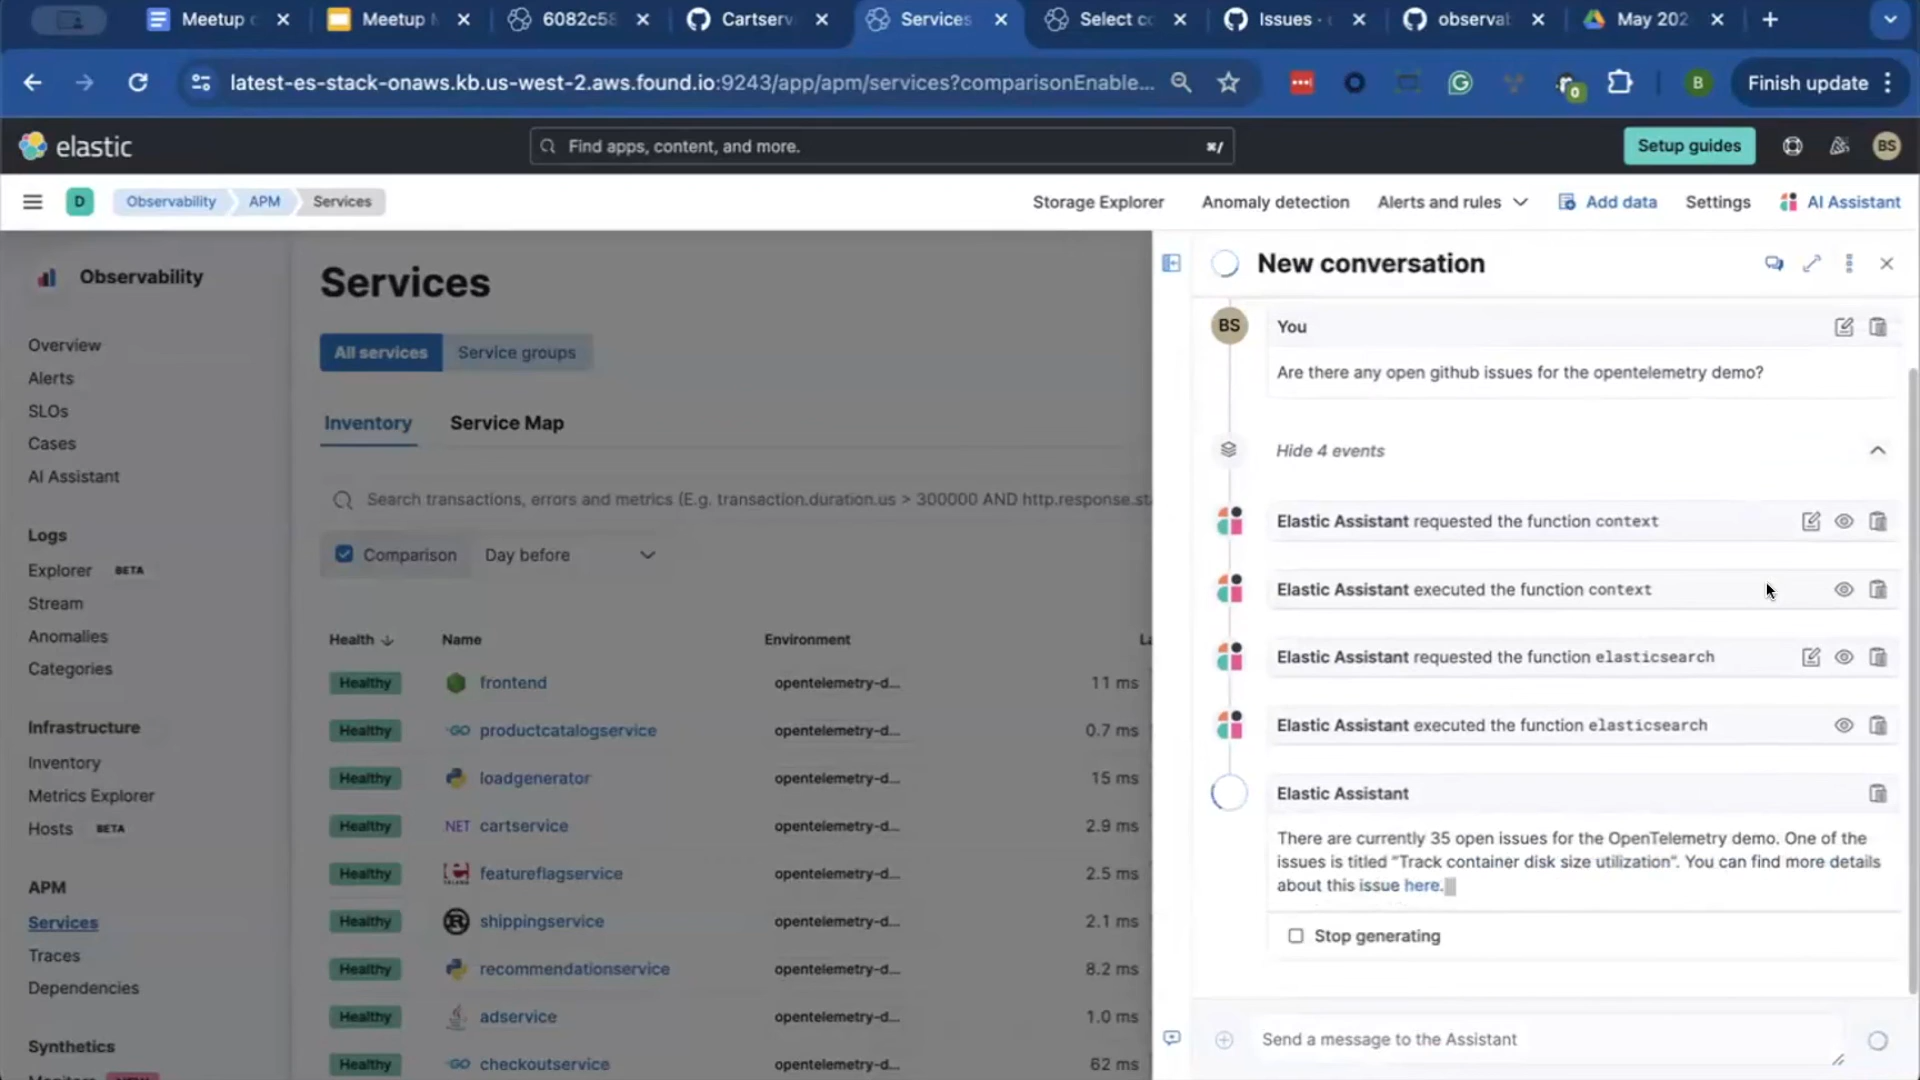 Meetup
Meetup
6082c58
Cartserv
Services
Select co
Issues ·
observab
May 202
latest-es-stack-onaws.kb.us-west-2.aws.found.io:9243/app/apm/services?comparisonEnable...
0
B
Finish update
elastic
Find apps, content, and more.
⌘/
Setup guides
BS
D
Observability
APM
Services
Storage Explorer
Anomaly detection
Alerts and rules
Add data
Settings
AI Assistant
Observability
Overview
Alerts
SLOs
Cases
AI Assistant
Logs
Explorer BETA
Stream
Anomalies
Categories
Infrastructure
Inventory
Metrics Explorer
Hosts BETA
APM
Services
Traces
Dependencies
Synthetics
Services
All services
Service groups
Inventory
Service Map
Search transactions, errors and metrics (E.g. transaction.duration.us > 300000 AND http.response.st
Comparison
Day before
Health
Name
Environment
Healthy frontend opentelemetry-d... 11 ms
Healthy GO productcatalogservice opentelemetry-d... 0.7 ms
Healthy loadgenerator opentelemetry-d... 15 ms
Healthy NET cartservice opentelemetry-d... 2.9 ms
Healthy featureflagservice opentelemetry-d... 2.5 ms
Healthy shippingservice opentelemetry-d... 2.1 ms
Healthy recommendationservice opentelemetry-d... 8.2 ms
Healthy adservice opentelemetry-d... 1.0 ms
Healthy GO checkoutservice opentelemetry-d... 62 ms
New conversation
BS
You
Are there any open github issues for the opentelemetry demo?
Hide 4 events
Elastic Assistant requested the function context
Elastic Assistant executed the function context
Elastic Assistant requested the function elasticsearch
Elastic Assistant executed the function elasticsearch
Elastic Assistant
There are currently 35 open issues for the OpenTelemetry demo. One of the
issues is titled "Track container disk size utilization". You can find more details
about this issue here.
Stop generating
Send a message to the Assistant